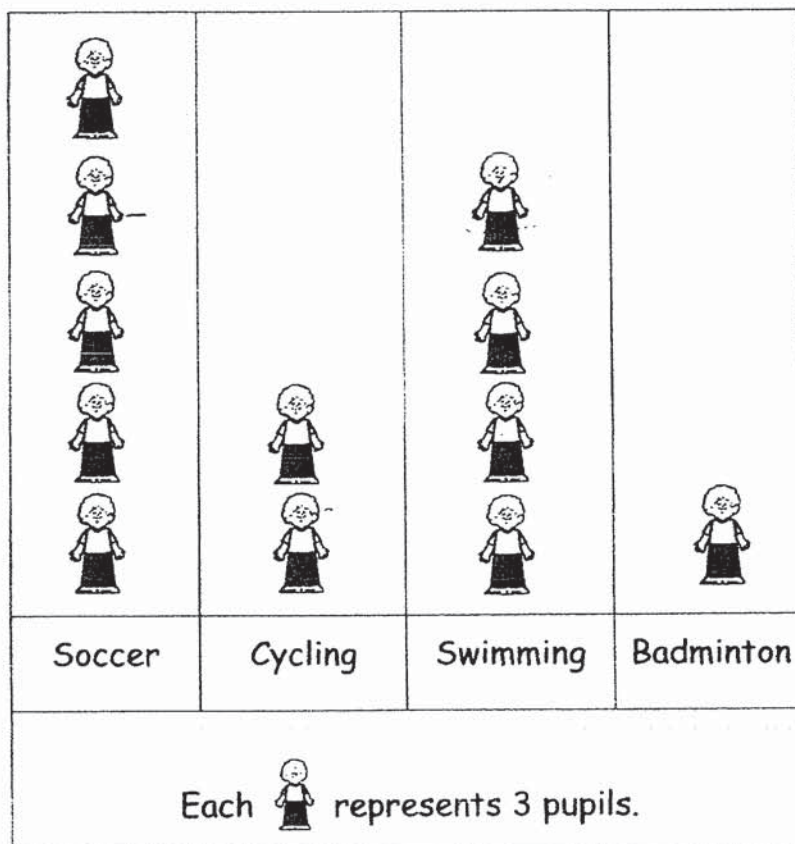 Soccer Cycling Swimming Badminton
Each represents 3 pupils.